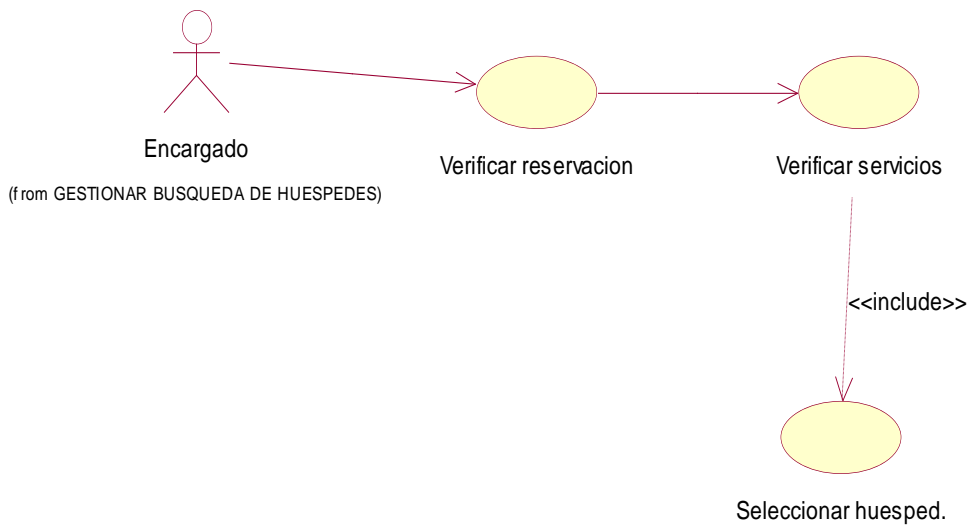 Encargado
(from GESTIONAR BUSQUEDA DE HUESPEDES)
Verificar reservacion
Verificar servicios
<<include>>
Seleccionar huesped.